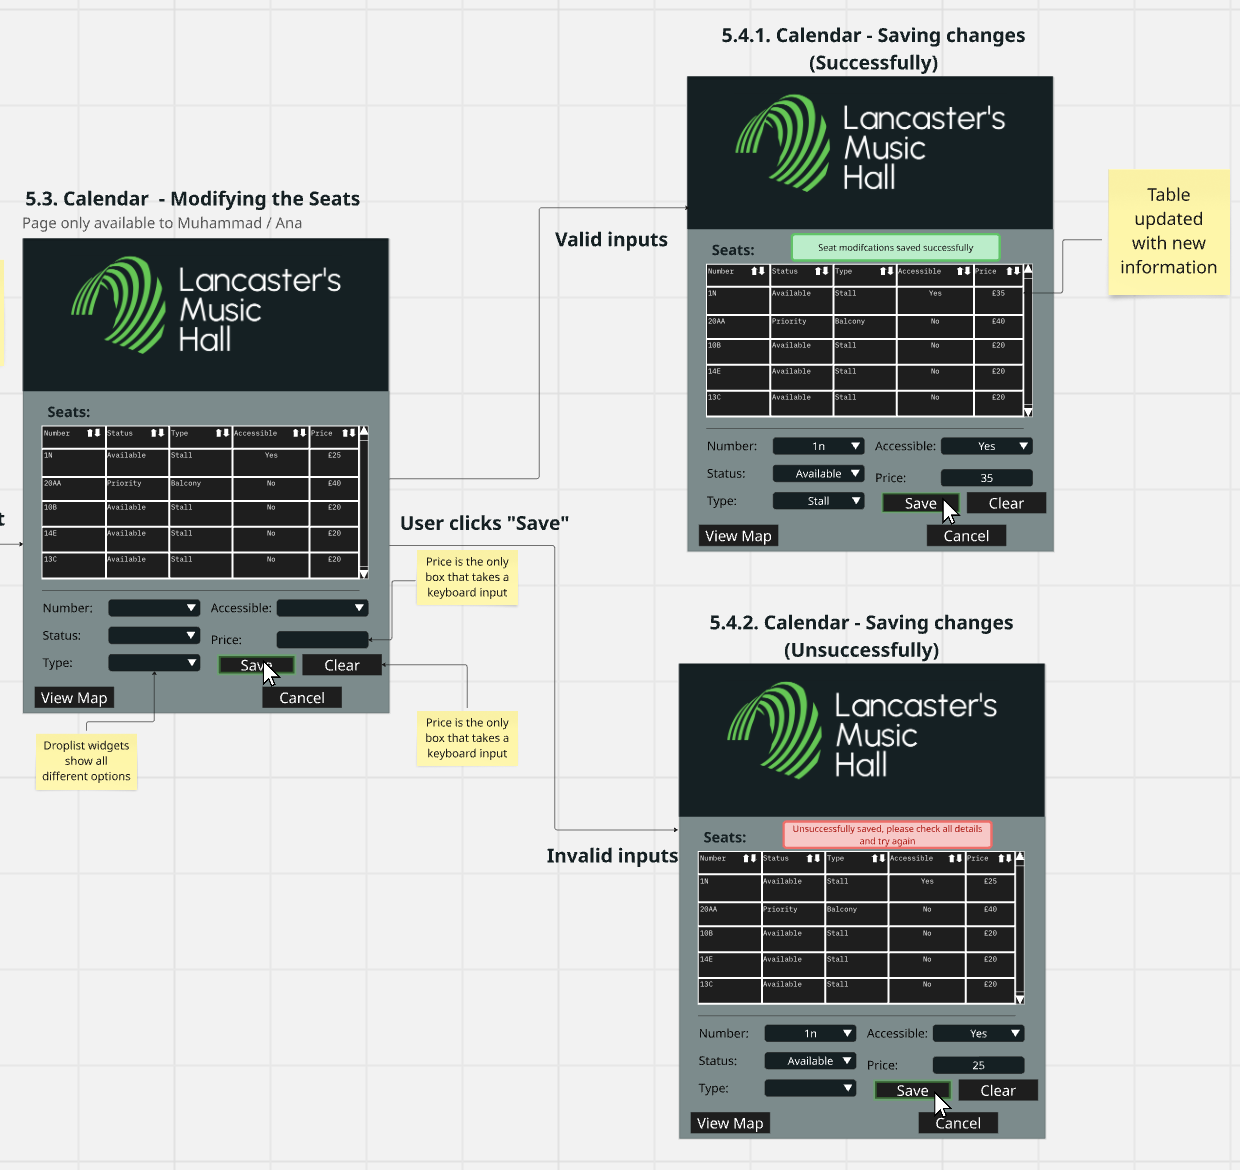 5.4.1. Calendar - Saving changes
(Successfully)
Lancaster's
Music
Hall
Table
updated
with new
information
5.3. Calendar  - Modifying the Seats
Page only available to Muhammad / Ana
Valid inputs
Seats:
Seat modifcations saved successfully
Number Status Type Accessible Price
1N Available Stall Yes £35
20AA Priority Balcony No £40
10B Available Stall No £20
14E Available Stall No £20
13C Available Stall No £20
Number: 1n Accessible: Yes
Status: Available Price: 35
Type: Stall Save Clear
View Map Cancel
Lancaster's
Music
Hall
Seats:
Number Status Type Accessible Price
1N Available Stall Yes £25
20AA Priority Balcony No £40
10B Available Stall No £20
14E Available Stall No £20
13C Available Stall No £20
Number: Accessible:
Status: Price:
Type: Save Clear
View Map Cancel
t
User clicks "Save"
Price is the only
box that takes a
keyboard input
Price is the only
box that takes a
keyboard input
Droplist widgets
show all
different options
5.4.2. Calendar - Saving changes
(Unsuccessfully)
Lancaster's
Music
Hall
Invalid inputs
Seats:
Unsuccessfully saved, please check all details
and try again
Number Status Type Accessible Price
1N Available Stall Yes £25
20AA Priority Balcony No £40
10B Available Stall No £20
14E Available Stall No £20
13C Available Stall No £20
Number: 1n Accessible: Yes
Status: Available Price: 25
Type: Save Clear
View Map Cancel